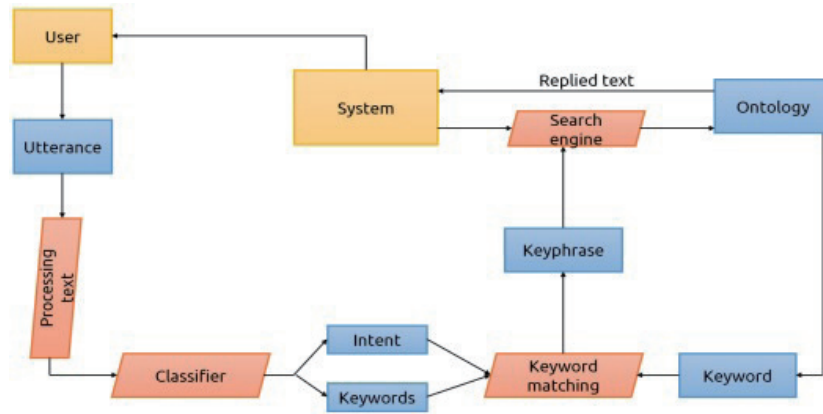 User
Replied text
System
Search
engine
Ontology
Utterance
Keyphrase
Processing
text
Intent
Classifier
Keywords
Keyword
matching
Keyword